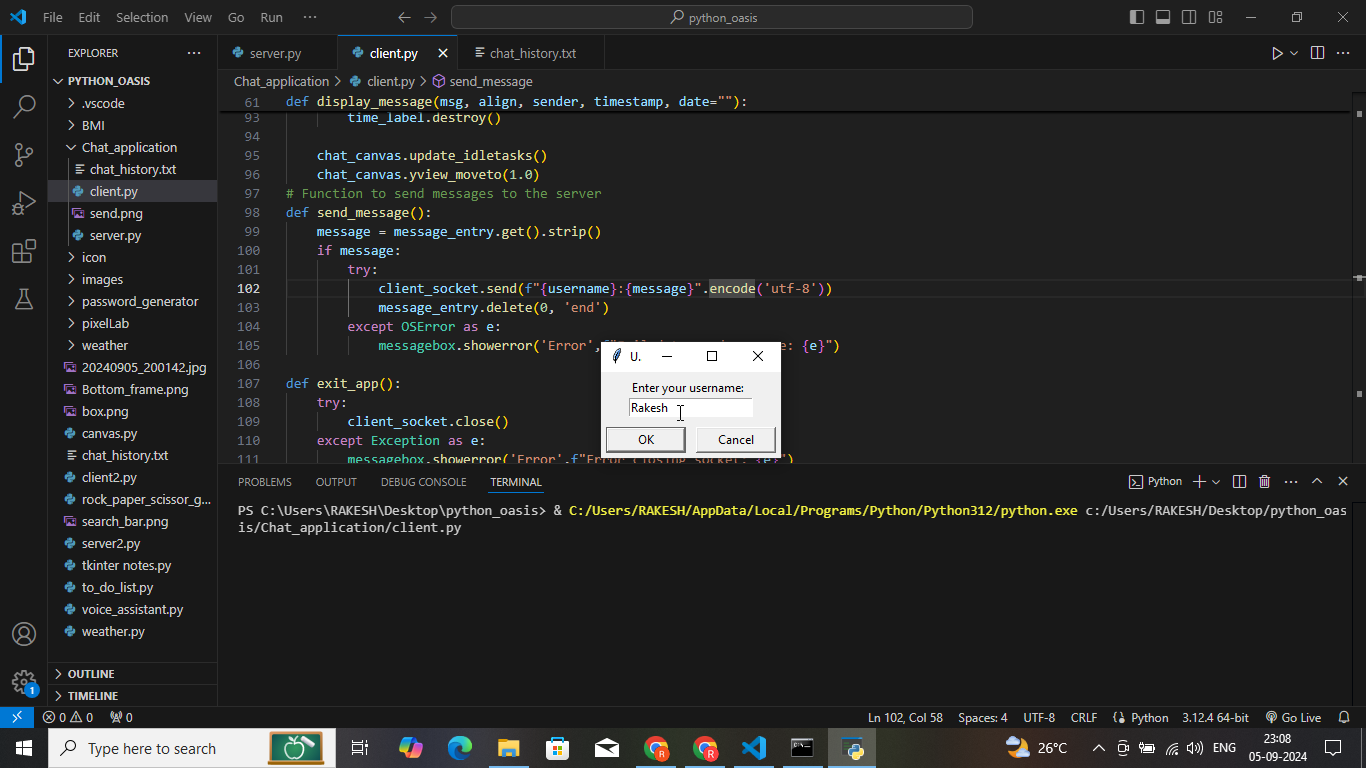 File Edit Selection View Go Run ··· python_oasis
EXPLORER ···
PYTHON_OASIS
.vscode
BMI
Chat_application
chat_history.txt
client.py
send.png
server.py
icon
images
password_generator
pixelLab
weather
20240905_200142.jpg
Bottom_frame.png
box.png
canvas.py
chat_history.txt
client2.py
rock_paper_scissor_g...
search_bar.png
server2.py
tkinter notes.py
to_do_list.py
voice_assistant.py
weather.py
OUTLINE
TIMELINE
server.py client.py chat_history.txt
Chat_application > client.py > send_message
61 def display_message(msg, align, sender, timestamp, date=""):
93 time_label.destroy()
94
95 chat_canvas.update_idletasks()
96 chat_canvas.yview_moveto(1.0)
97 # Function to send messages to the server
98 def send_message():
99 message = message_entry.get().strip()
100 if message:
101 try:
102 client_socket.send(f"{username}:{message}".encode('utf-8'))
103 message_entry.delete(0, 'end')
104 except OSError as e:
105 messagebox.showerror('Error', : {e}")
106
107 def exit_app():
108 try:
109 client_socket.close()
110 except Exception as e:
111 messagebox.showerror('Error',f"Error closing socket: {e}")
U.
Enter your username:
Rakesh
OK Cancel
PROBLEMS OUTPUT DEBUG CONSOLE TERMINAL Python
PS C:\Users\RAKESH\Desktop\python_oasis> & C:/Users/RAKESH/AppData/Local/Programs/Python/Python312/python.exe c:/Users/RAKESH/Desktop/python_oas
is/Chat_application/client.py
1
0 0 0 Ln 102, Col 58 Spaces: 4 UTF-8 CRLF Python 3.12.4 64-bit Go Live
Type here to search 26°C ENG 23:08
05-09-2024